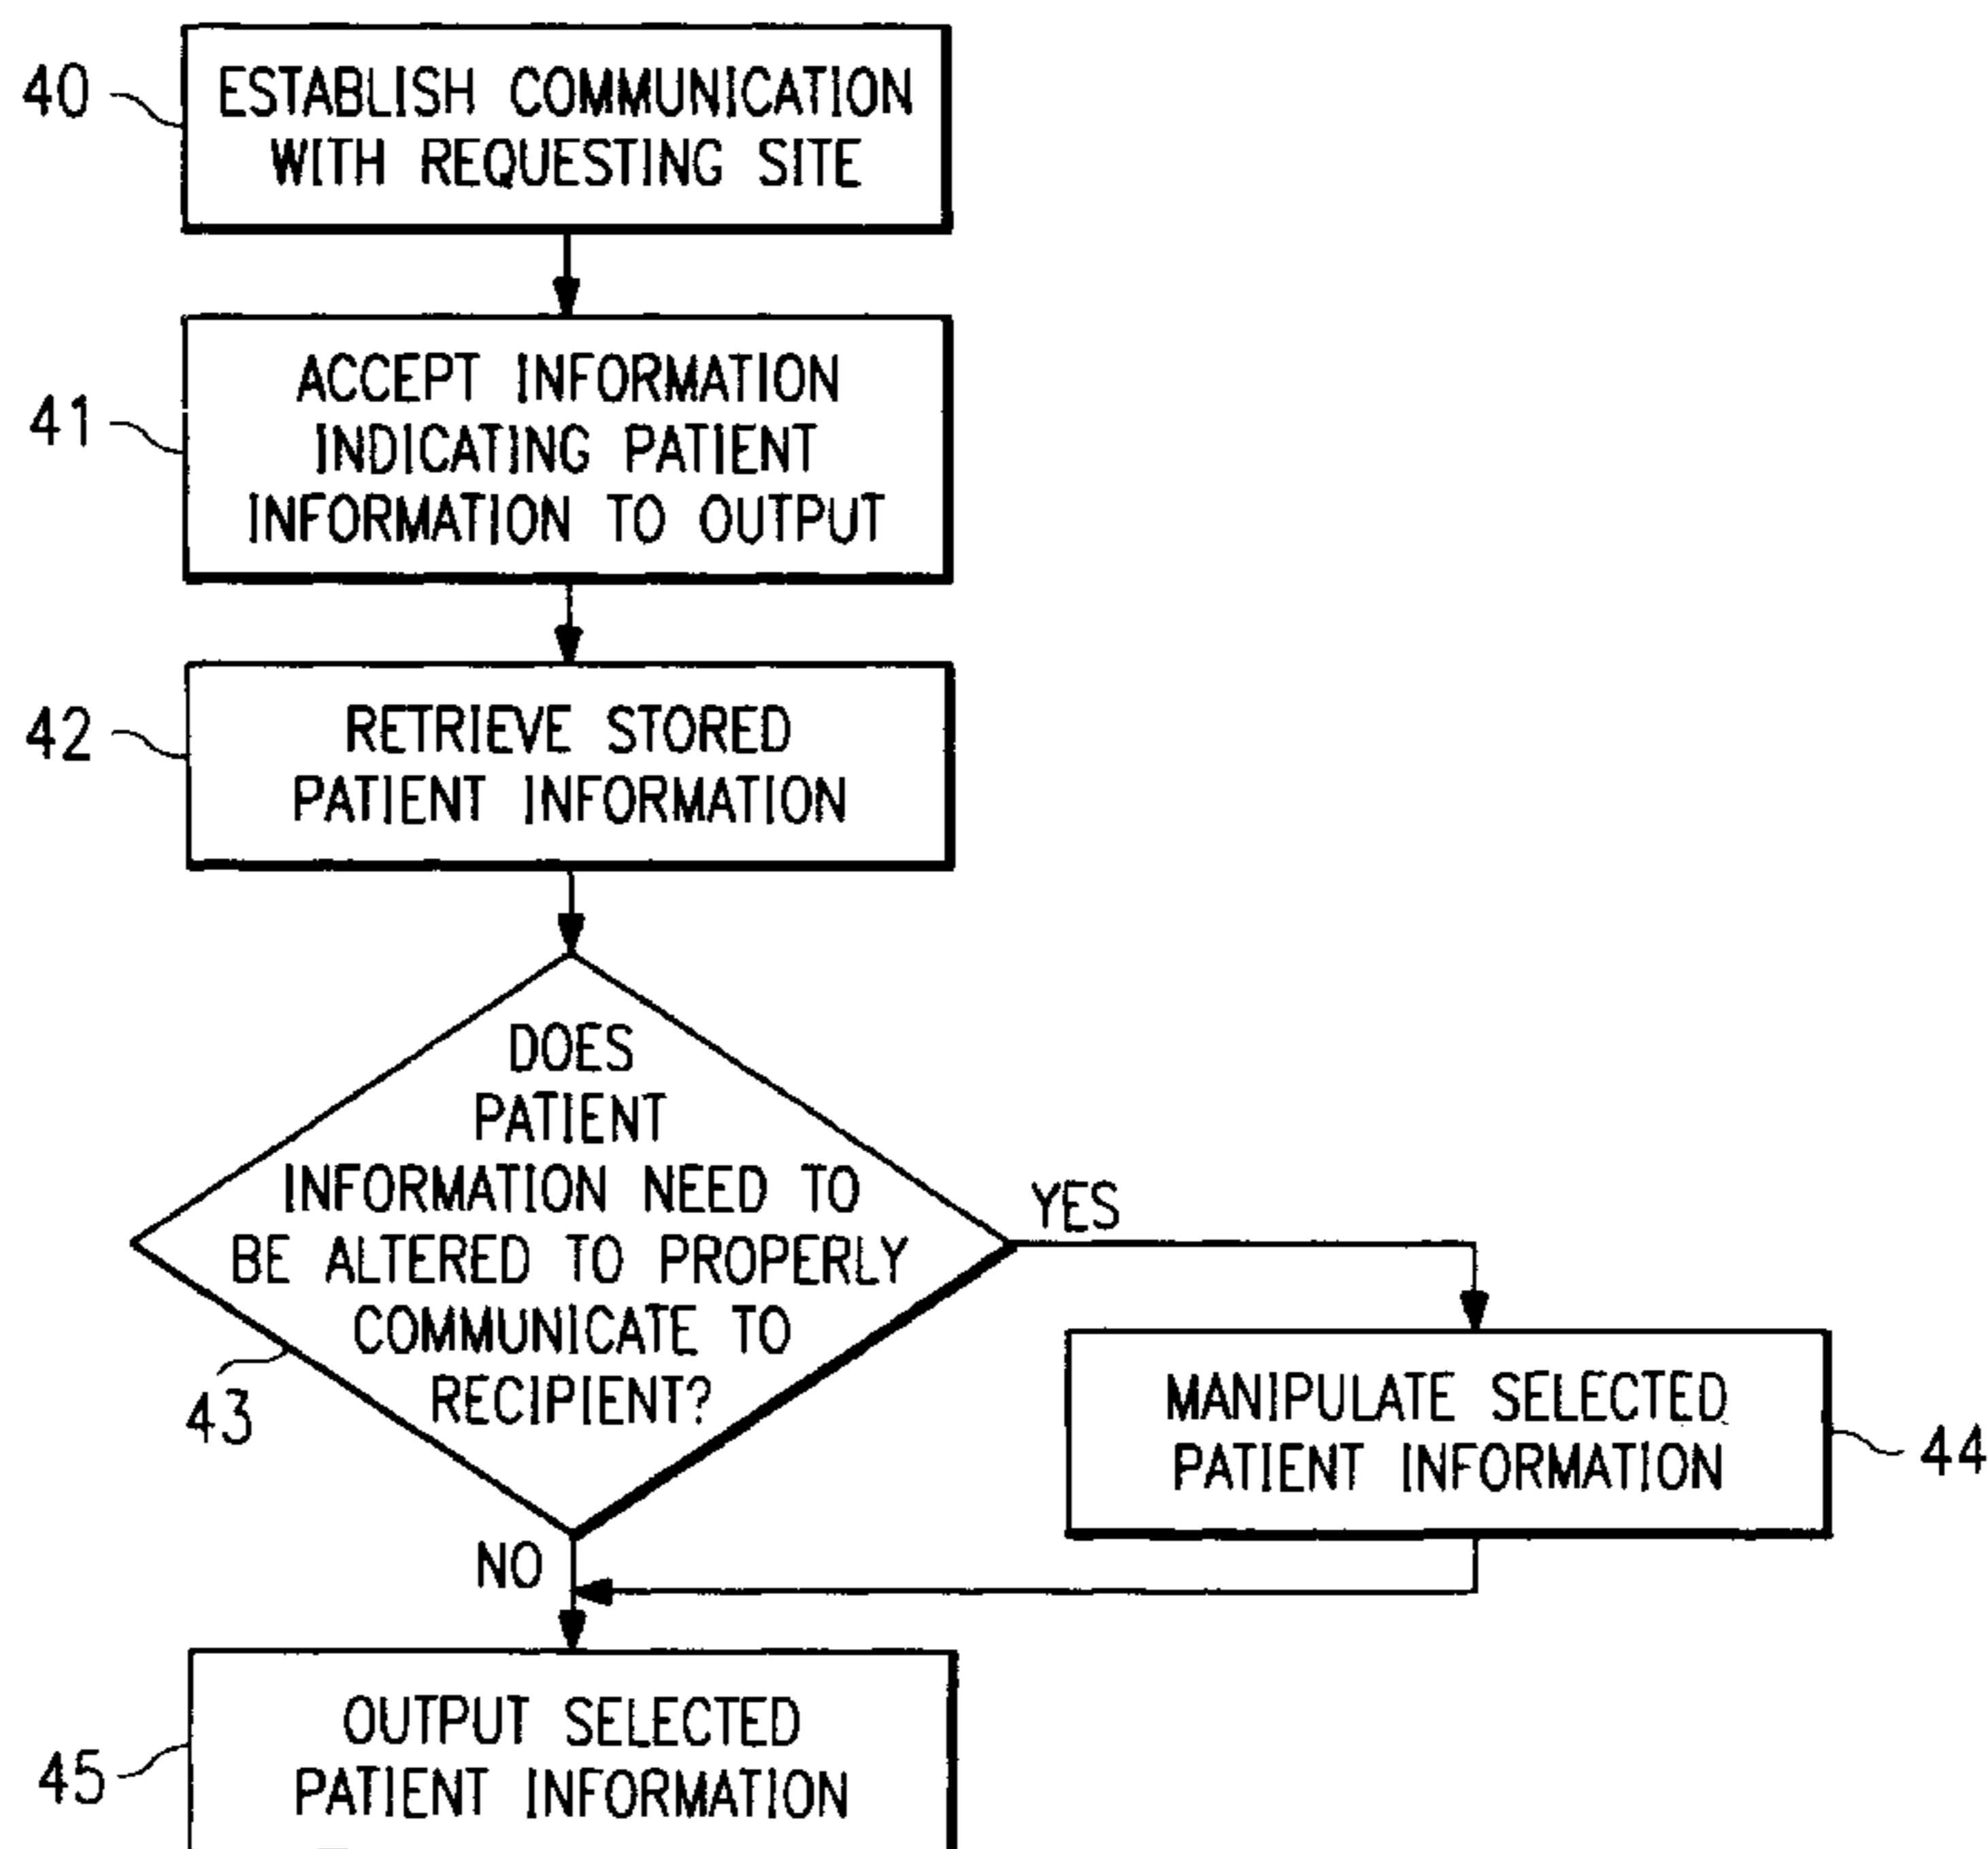 40
ESTABLISH COMMUNICATION
WITH REQUESTING SITE
41
ACCEPT INFORMATION
INDICATING PATIENT
INFORMATION TO OUTPUT
42
RETRIEVE STORED
PATIENT INFORMATION
DOES
PATIENT
INFORMATION NEED TO
BE ALTERED TO PROPERLY
COMMUNICATE TO
RECIPIENT?
43
YES
MANIPULATE SELECTED
PATIENT INFORMATION
44
NO
45
OUTPUT SELECTED
PATIENT INFORMATION